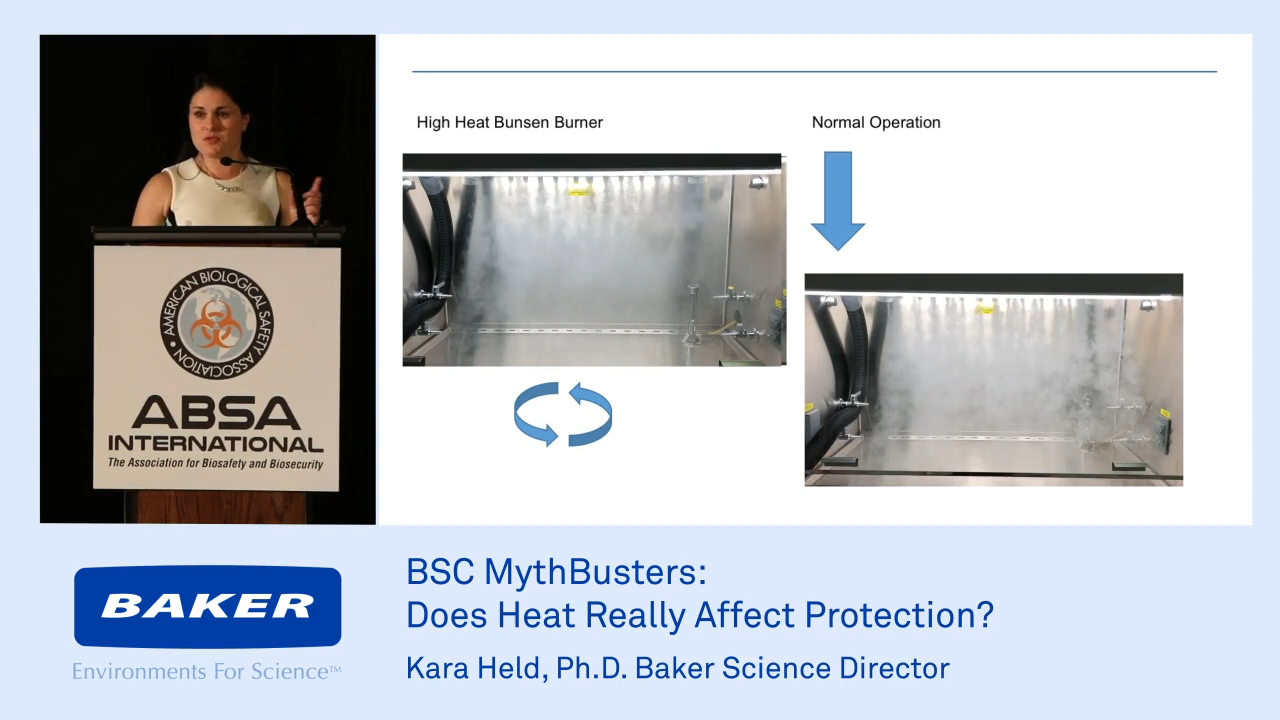 High Heat Bunsen Burner
Normal Operation
AMERICAN BIOLOGICAL SAFETY ASSOCIATION
ABSA
INTERNATIONAL
The Association for Biosafety and Biosecurity
BAKER
Environments For Science™
BSC MythBusters:
Does Heat Really Affect Protection?
Kara Held, Ph.D. Baker Science Director